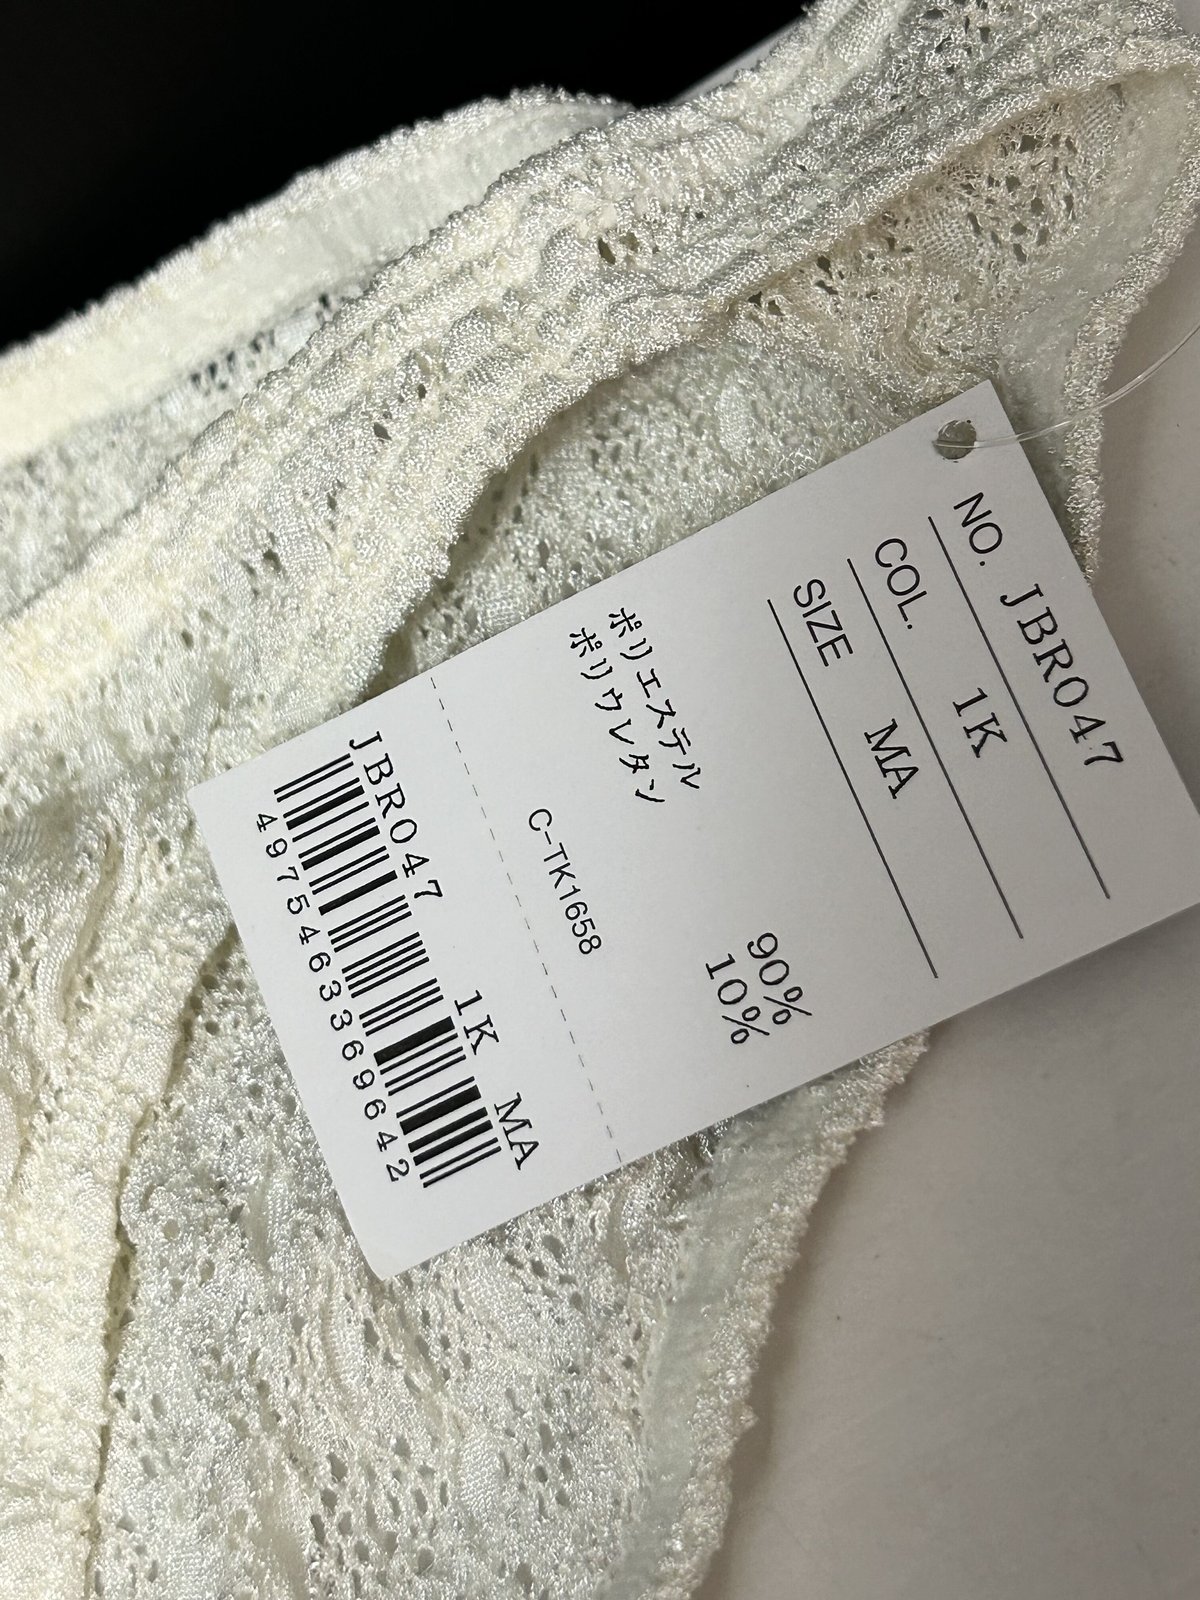 NO. JBR047
COL. 1K
SIZE MA
ポリエステル 90%
ポリウレタン 10%
C-TK1658
JBR047 1K MA
4975463369642